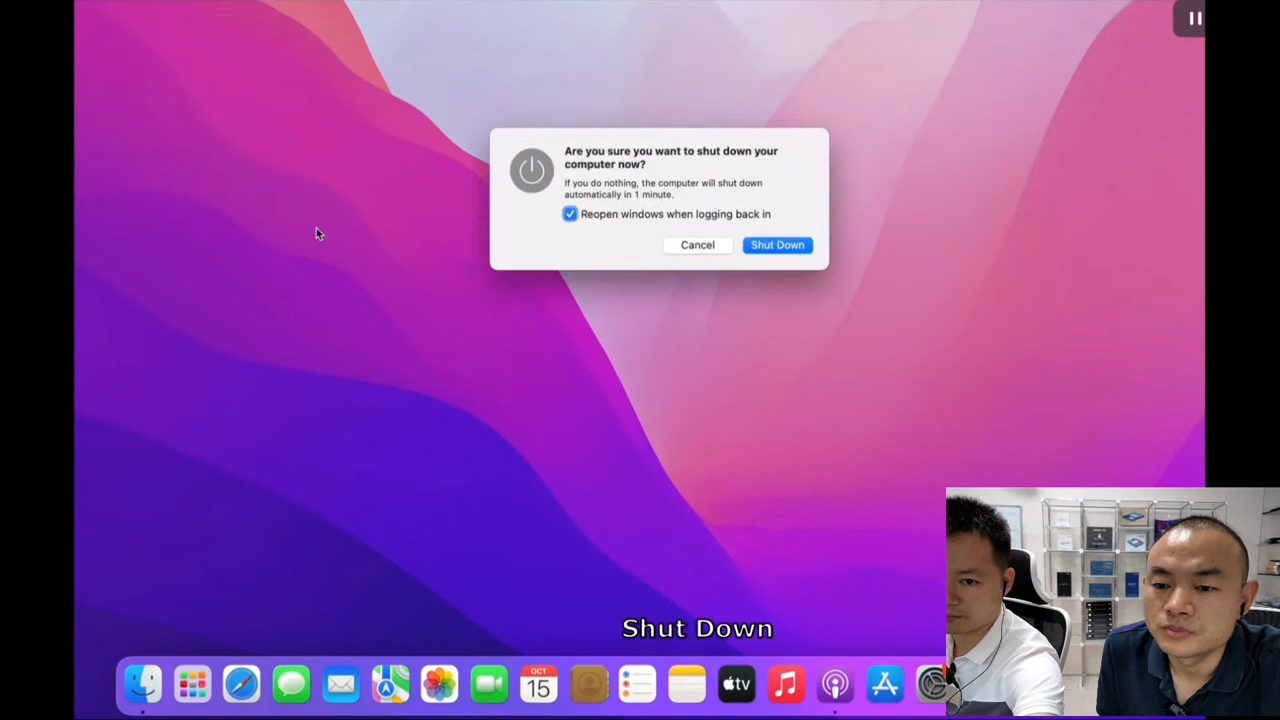 Are you sure you want to shut down your
computer now?
If you do nothing, the computer will shut down
automatically in 1 minute.
Reopen windows when logging back in
Cancel
Shut Down
Shut Down
OCT
15
tv